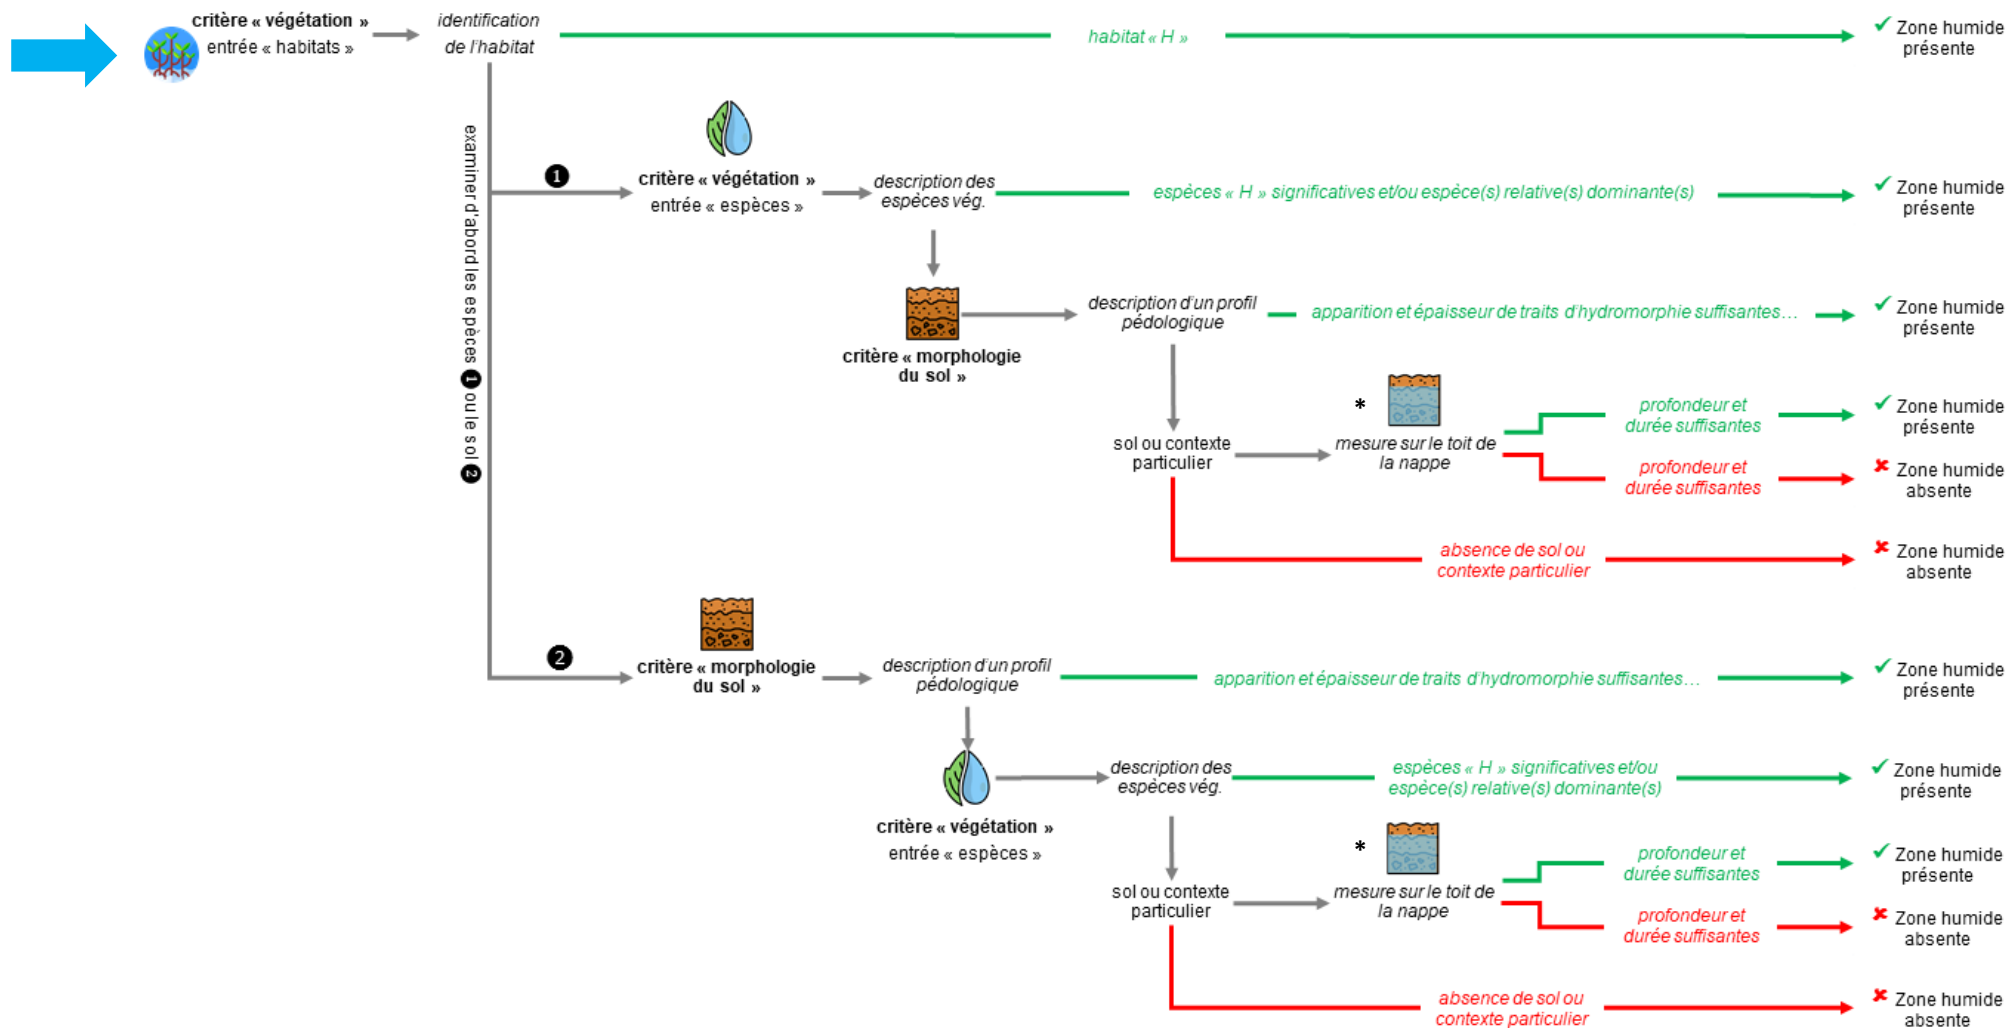 critère « végétation »
entrée « habitats »
identification
de l'habitat
habitat « H »
✓ Zone humide
présente
examiner d'abord les espèces ❶ ou le sol ❷
❶
critère « végétation »
entrée « espèces »
description des
espèces vég.
espèces « H » significatives et/ou espèce(s) relative(s) dominante(s)
✓ Zone humide
présente
critère « morphologie
du sol »
description d'un profil
pédologique
apparition et épaisseur de traits d'hydromorphie suffisantes…
✓ Zone humide
présente
sol ou contexte
particulier
*
mesure sur le toit de
la nappe
profondeur et
durée suffisantes
✓ Zone humide
présente
profondeur et
durée suffisantes
✘ Zone humide
absente
absence de sol ou
contexte particulier
✘ Zone humide
absente
❷
critère « morphologie
du sol »
description d'un profil
pédologique
apparition et épaisseur de traits d'hydromorphie suffisantes…
✓ Zone humide
présente
critère « végétation »
entrée « espèces »
description des
espèces vég.
espèces « H » significatives et/ou
espèce(s) relative(s) dominante(s)
✓ Zone humide
présente
sol ou contexte
particulier
*
mesure sur le toit de
la nappe
profondeur et
durée suffisantes
✓ Zone humide
présente
profondeur et
durée suffisantes
✘ Zone humide
absente
absence de sol ou
contexte particulier
✘ Zone humide
absente